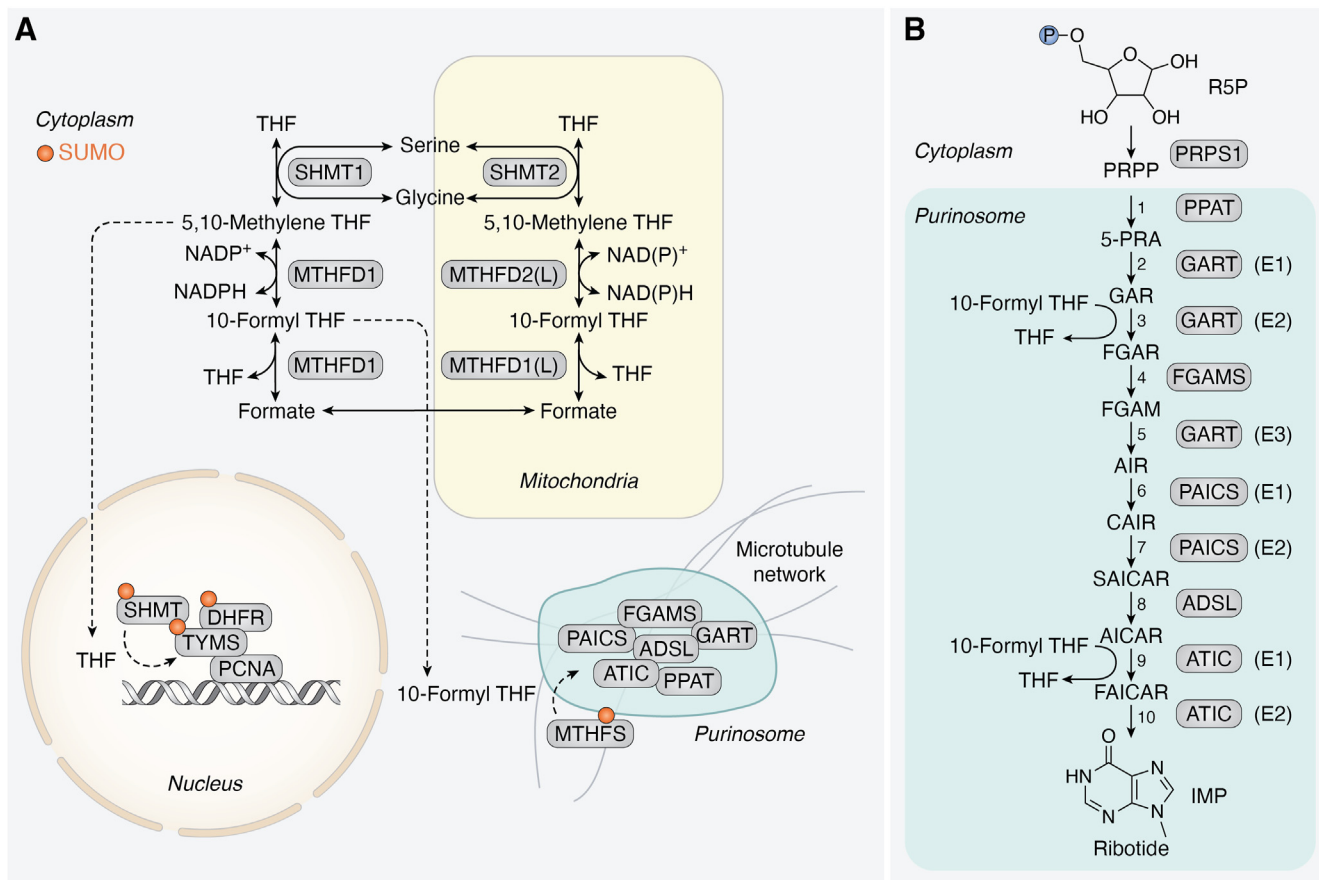 A
Cytoplasm
SUMO
THF
THF
Serine
SHMT1
SHMT2
Glycine
5,10-Methylene THF
5,10-Methylene THF
NADP+
NAD(P)+
MTHFD1
MTHFD2(L)
NADPH
NAD(P)H
10-Formyl THF
10-Formyl THF
MTHFD1
MTHFD1(L)
THF
THF
Formate
Formate
Mitochondria
Microtubule
network
SHMT
DHFR
TYMS
THF
PCNA
Nucleus
FGAMS
PAICS
GART
ADSL
ATIC
PPAT
10-Formyl THF
MTHFS
Purinosome
B
P
O
O
OH
R5P
HO
OH
Cytoplasm
PRPS1
PRPP
Purinosome
1
PPAT
5-PRA
2
GART (E1)
GAR
10-Formyl THF
3
GART (E2)
THF
FGAR
4
FGAMS
FGAM
5
GART (E3)
AIR
6
PAICS (E1)
CAIR
7
PAICS (E2)
SAICAR
8
ADSL
AICAR
10-Formyl THF
9
ATIC (E1)
THF
FAICAR
10
ATIC (E2)
O
HN
N
N
N
IMP
Ribotide